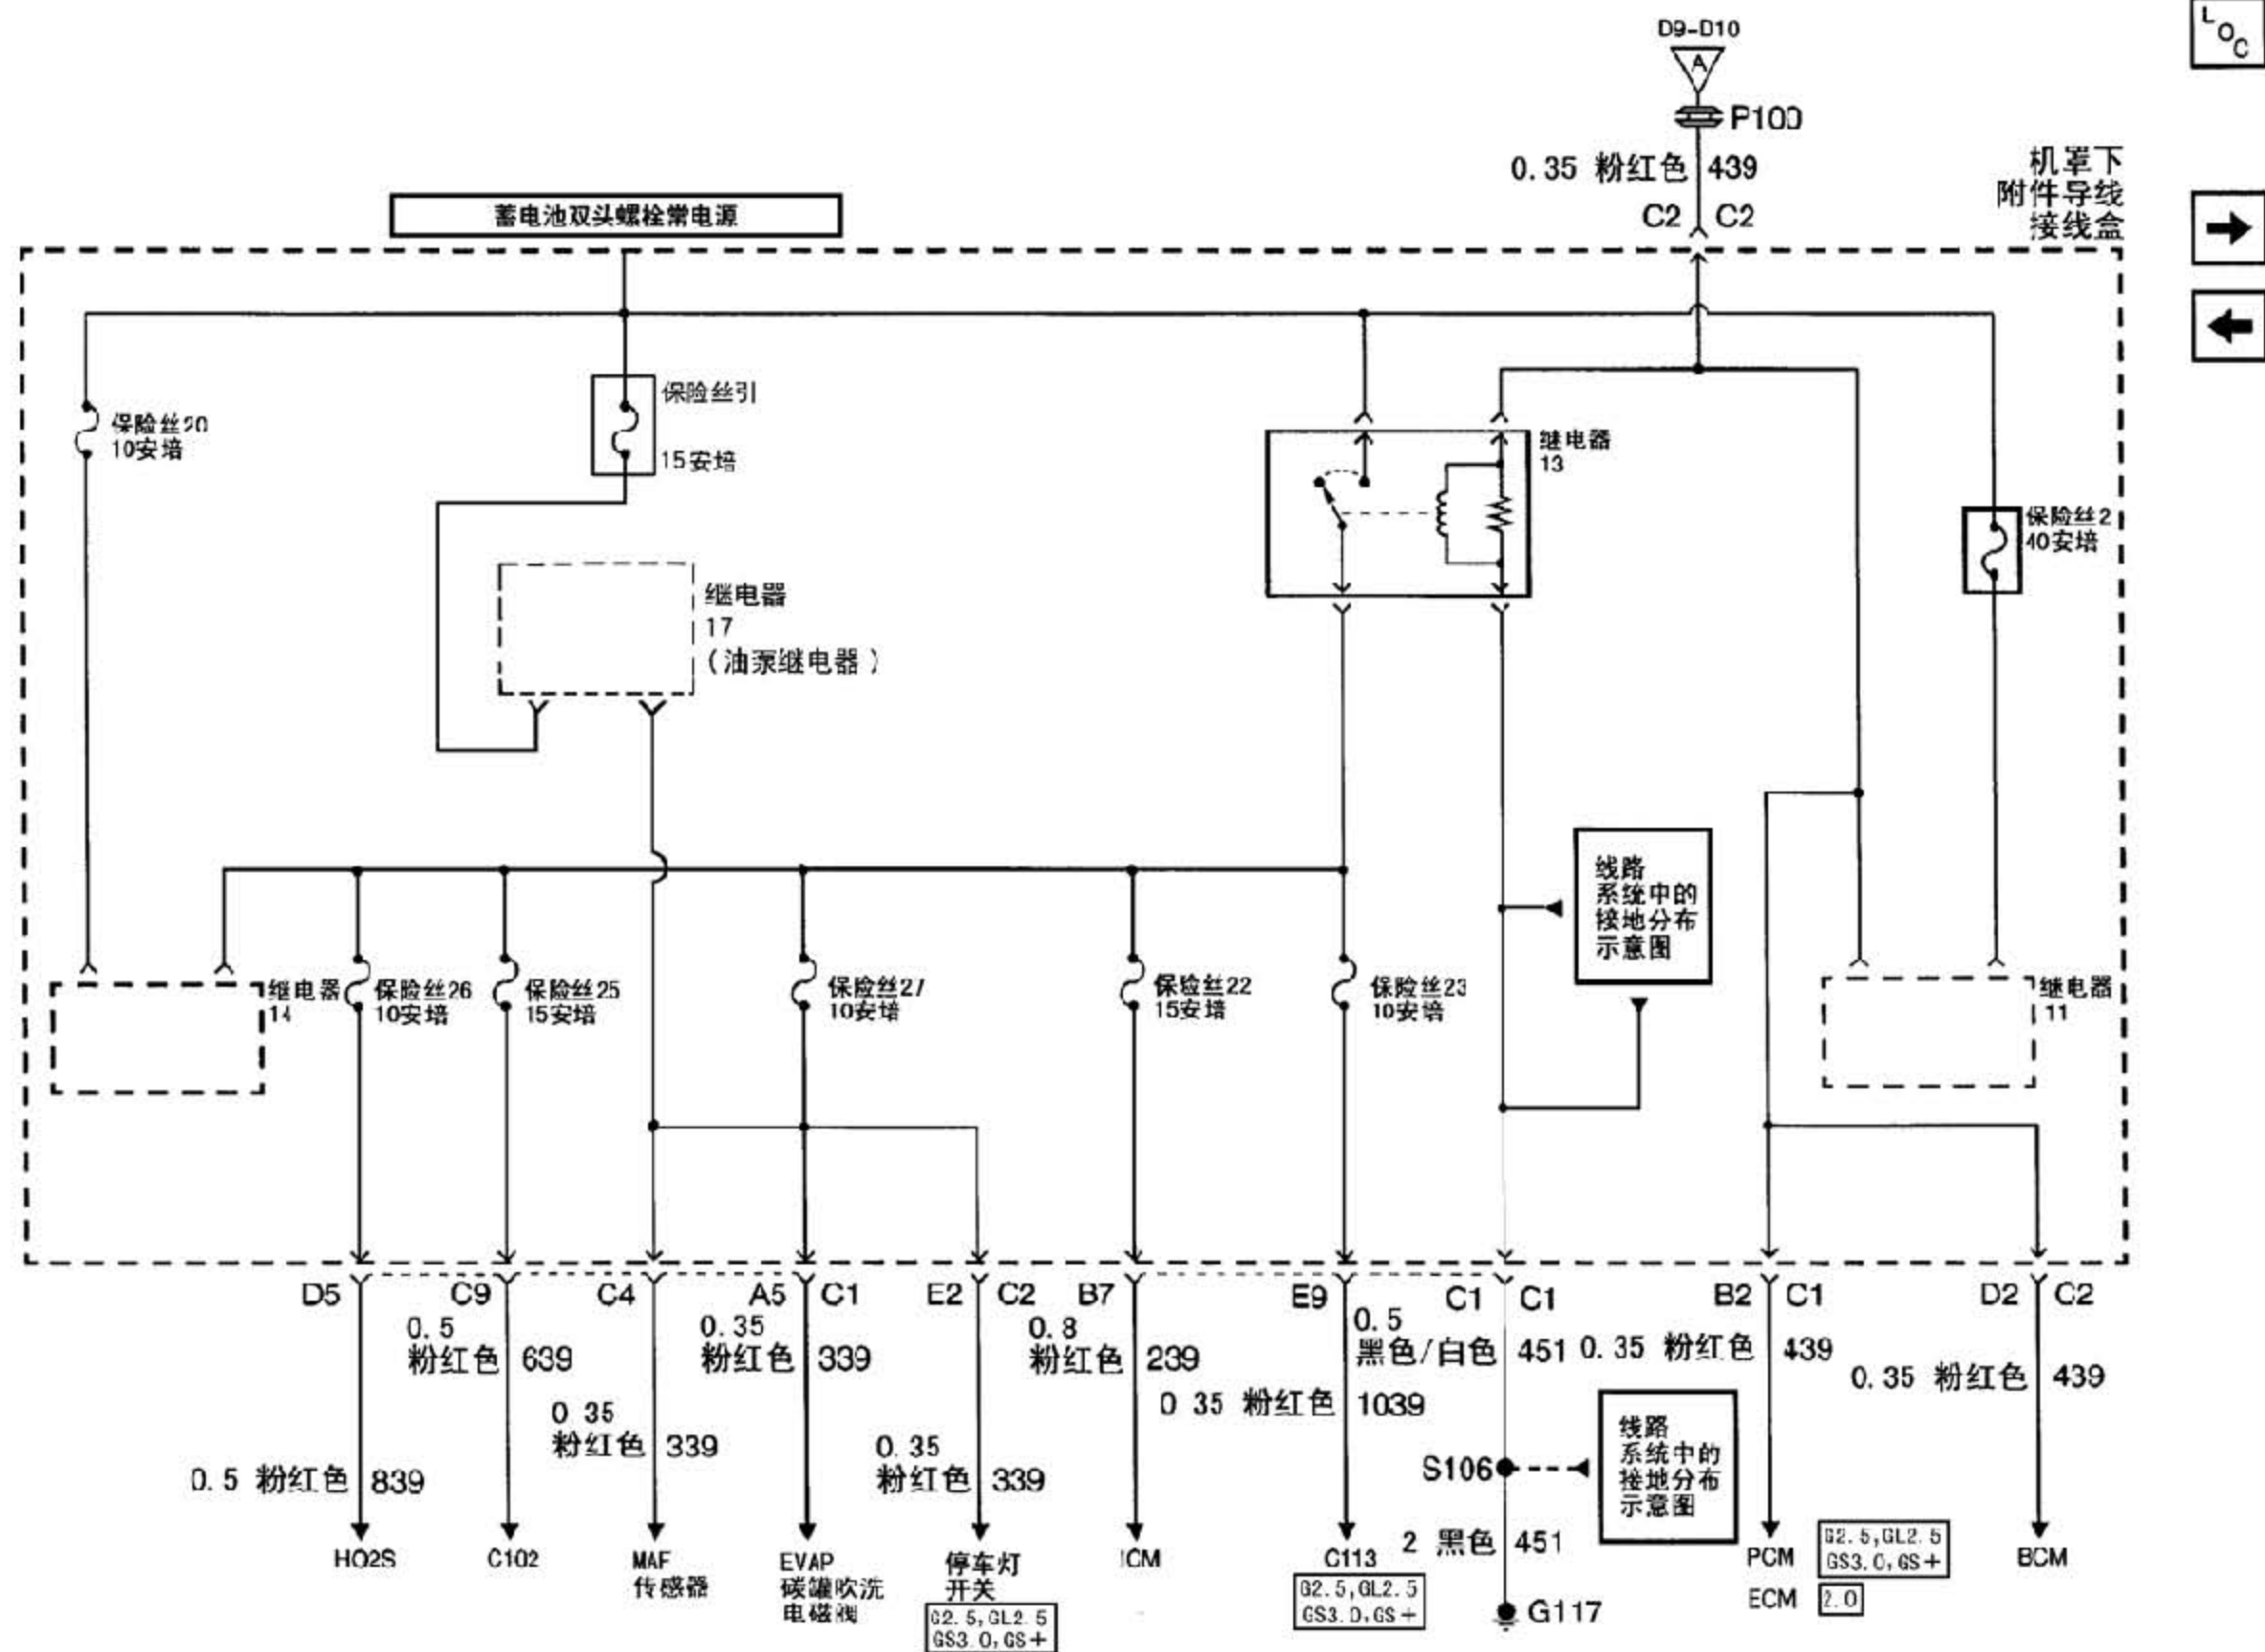 LOC
D9-D10
A
P100
0.35 粉红色 439
C2 C2
机罩下
附件导线
接线盒
蓄电池双头螺栓常电源
保险丝20
10安培
保险丝引
15安培
继电器
13
保险丝2
40安培
继电器
17
(油泵继电器)
线路
系统中的
接地分布
示意图
继电器
14
保险丝26
10安培
保险丝25
15安培
保险丝27
10安培
保险丝22
15安培
保险丝23
10安培
继电器
11
D5 C9 C4 A5 C1 E2 C2 B7 E9 C1 C1 B2 C1 D2 C2
0.5
粉红色 639
0.35
粉红色 339
0.8
粉红色 239
0.5
黑色/白色 451
0.35 粉红色 439
0.35 粉红色 439
0 35 粉红色 1039
0 35
粉红色 339
0.35
粉红色 339
0.5 粉红色 839
S106
线路
系统中的
接地分布
示意图
2 黑色 451
G117
HO2S
C102
MAF
传感器
EVAP
碳罐吹洗
电磁阀
停车灯
开关
G2.5,GL2.5
GS3.0,GS+
ICM
C113
G2.5,GL2.5
GS3.0,GS+
PCM
G2.5,GL2.5
GS3.0,GS+
ECM
2.0
BCM